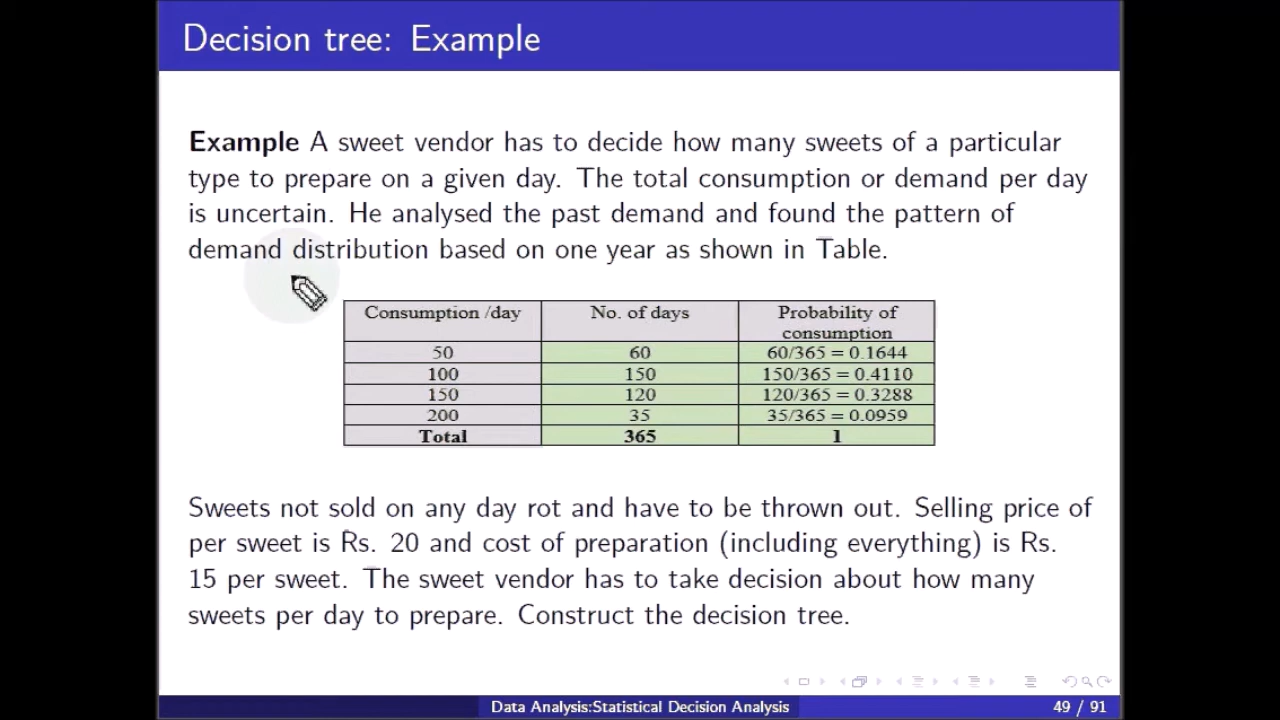 Decision tree: Example
Example A sweet vendor has to decide how many sweets of a particular
type to prepare on a given day. The total consumption or demand per day
is uncertain. He analysed the past demand and found the pattern of
demand distribution based on one year as shown in Table.
Consumption /day No. of days Probability of
consumption
50 60 60/365 = 0.1644
100 150 150/365 = 0.4110
150 120 120/365 = 0.3288
200 35 35/365 = 0.0959
Total 365 1
Sweets not sold on any day rot and have to be thrown out. Selling price of
per sweet is Rs. 20 and cost of preparation (including everything) is Rs.
15 per sweet. The sweet vendor has to take decision about how many
sweets per day to prepare. Construct the decision tree.
Data Analysis:Statistical Decision Analysis 49 / 91